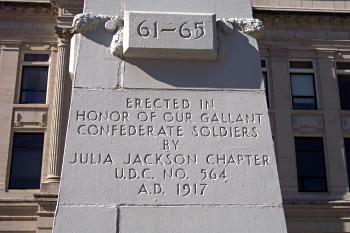 61-65
ERECTED IN
HONOR OF OUR GALLANT
CONFEDERATE SOLDIERS.
BY
JULIA JACKSON CHAPTER
U.D.C. NO. 564
A.D. 1917